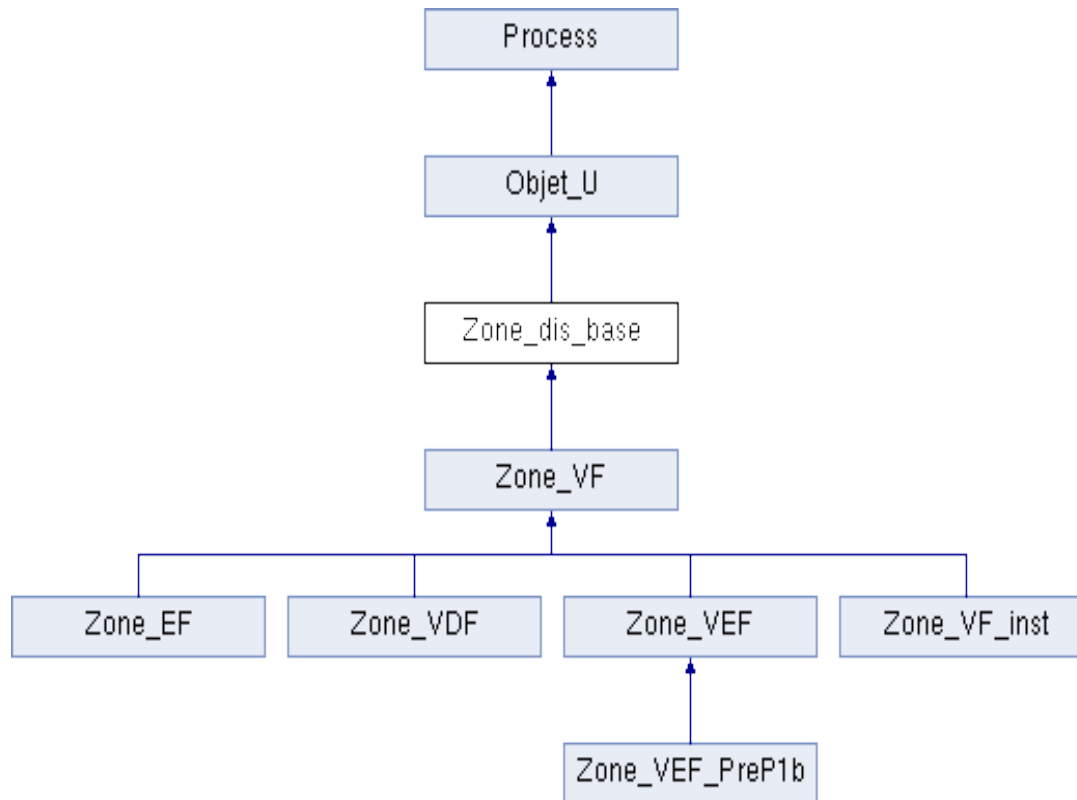 Process
Objet_U
Zone_dis_base
Zone_VF
Zone_EF
Zone_VDF
Zone_VEF
Zone_VF_inst
Zone_VEF_PreP1b